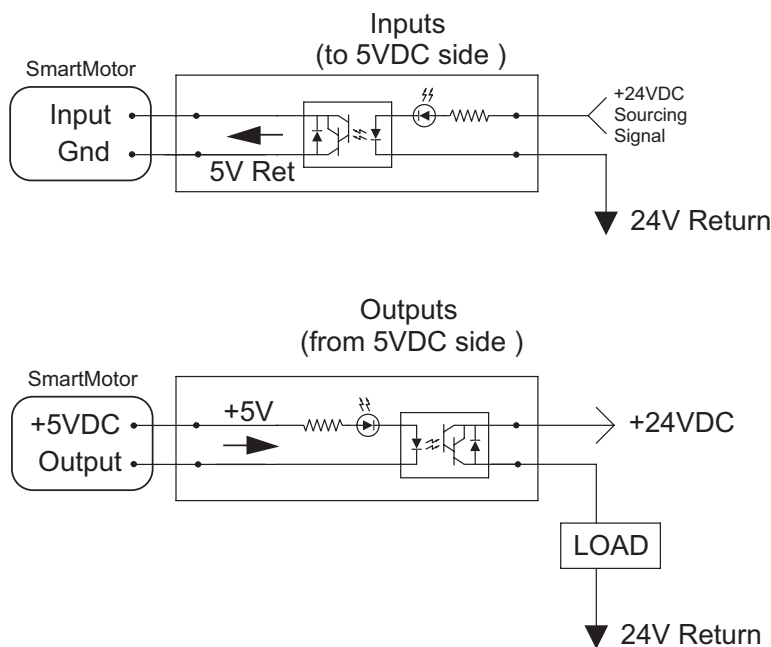 Inputs
(to 5VDC side )
SmartMotor
Input
Gnd
5V Ret
+24VDC
Sourcing
Signal
24V Return
Outputs
(from 5VDC side )
SmartMotor
+5VDC
Output
+5V
+24VDC
LOAD
24V Return